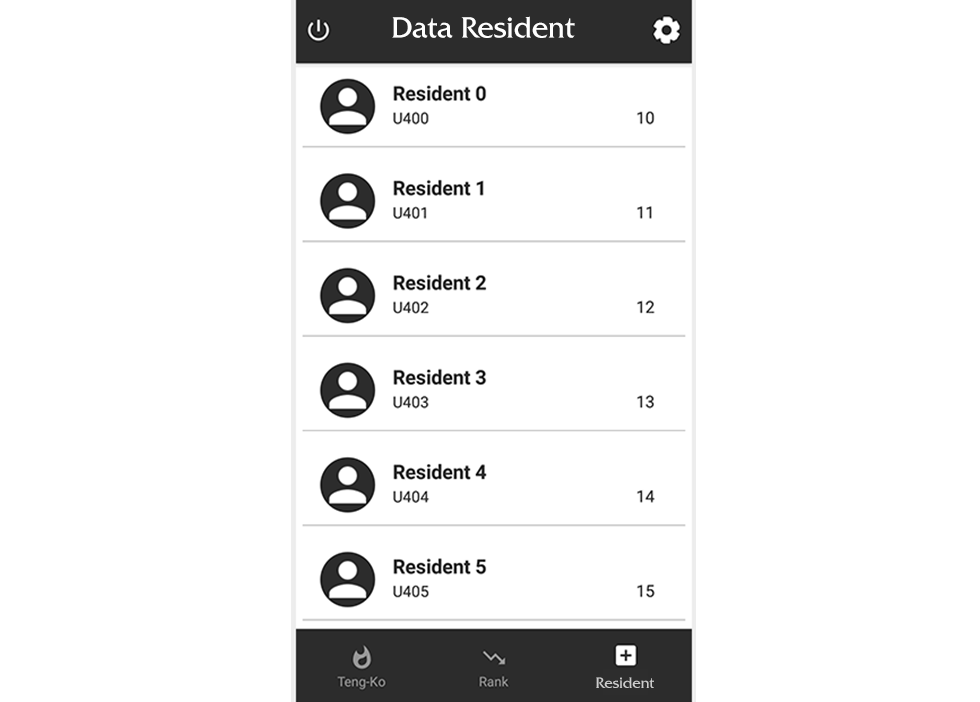 Data Resident
Resident 0
U400 10
Resident 1
U401 11
Resident 2
U402 12
Resident 3
U403 13
Resident 4
U404 14
Resident 5
U405 15
Teng-Ko Rank Resident